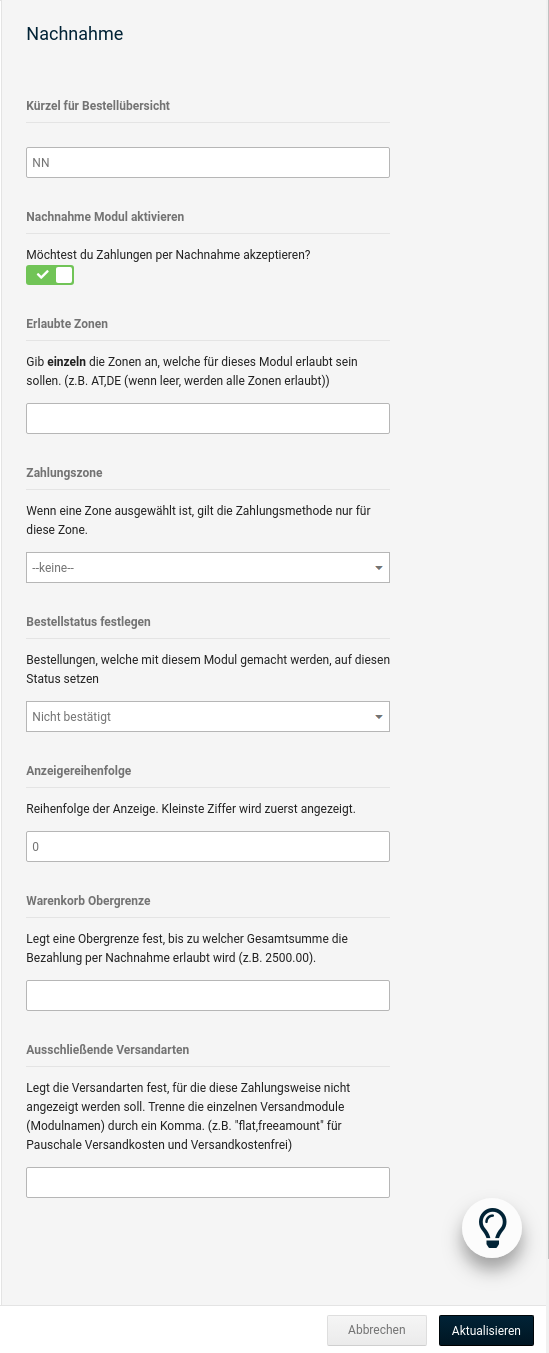 Nachnahme
Kürzel für Bestellübersicht
NN
Nachnahme Modul aktivieren
Möchtest du Zahlungen per Nachnahme akzeptieren?
Erlaubte Zonen
Gib einzeln die Zonen an, welche für dieses Modul erlaubt sein
sollen. (z.B. AT,DE (wenn leer, werden alle Zonen erlaubt))
Zahlungszone
Wenn eine Zone ausgewählt ist, gilt die Zahlungsmethode nur für
diese Zone.
--keine--
Bestellstatus festlegen
Bestellungen, welche mit diesem Modul gemacht werden, auf diesen
Status setzen
Nicht bestätigt
Anzeigereihenfolge
Reihenfolge der Anzeige. Kleinste Ziffer wird zuerst angezeigt.
0
Warenkorb Obergrenze
Legt eine Obergrenze fest, bis zu welcher Gesamtsumme die
Bezahlung per Nachnahme erlaubt wird (z.B. 2500.00).
Ausschließende Versandarten
Legt die Versandarten fest, für die diese Zahlungsweise nicht
angezeigt werden soll. Trenne die einzelnen Versandmodule
(Modulnamen) durch ein Komma. (z.B. "flat,freeamount" für
Pauschale Versandkosten und Versandkostenfrei)
Abbrechen
Aktualisieren